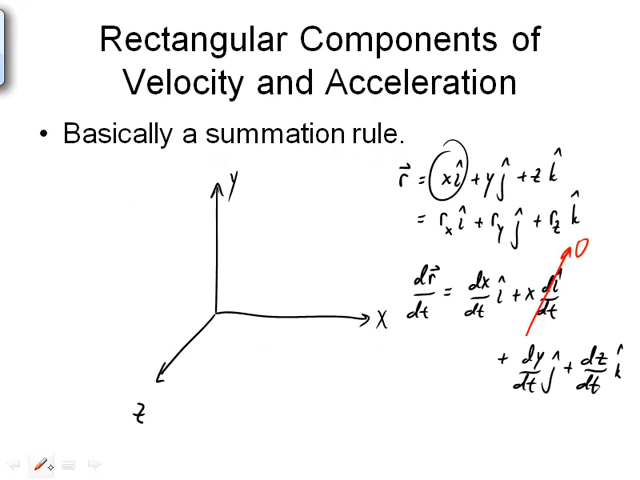 Rectangular Components of
Velocity and Acceleration
• Basically a summation rule.
r⃗ = xî + yĵ + zk̂
= rₓî + r_yĵ + r_zk̂
dr⃗/dt = dx/dt î + x dî/dt 0
+ dy/dt ĵ + dz/dt k̂
y
x
z